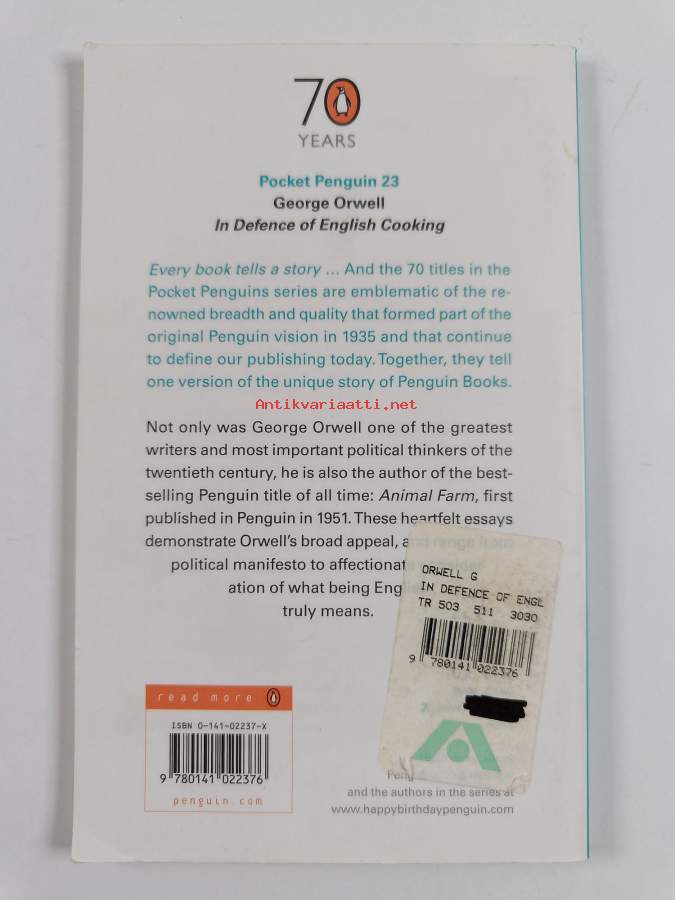 70
YEARS
Pocket Penguin 23
George Orwell
In Defence of English Cooking
Every book tells a story ... And the 70 titles in the
Pocket Penguins series are emblematic of the re-
nowned breadth and quality that formed part of the
original Penguin vision in 1935 and that continue
to define our publishing today. Together, they tell
one version of the unique story of Penguin Books.
Antikvariaatti.net
Not only was George Orwell one of the greatest
writers and most important political thinkers of the
twentieth century, he is also the author of the best-
selling Penguin title of all time: Animal Farm, first
published in Penguin in 1951. These heartfelt essays
demonstrate Orwell's broad appeal, and range from
political manifesto to affectionate
ation of what being Engli
truly means.
ORWELL G
IN DEFENCE OF ENGL
TR 503 511 3030
9 780141 022376
read more
ISBN 0-141-02237-X
9 780141 022376
penguin.com
and the authors in the series at
www.happybirthdaypenguin.com